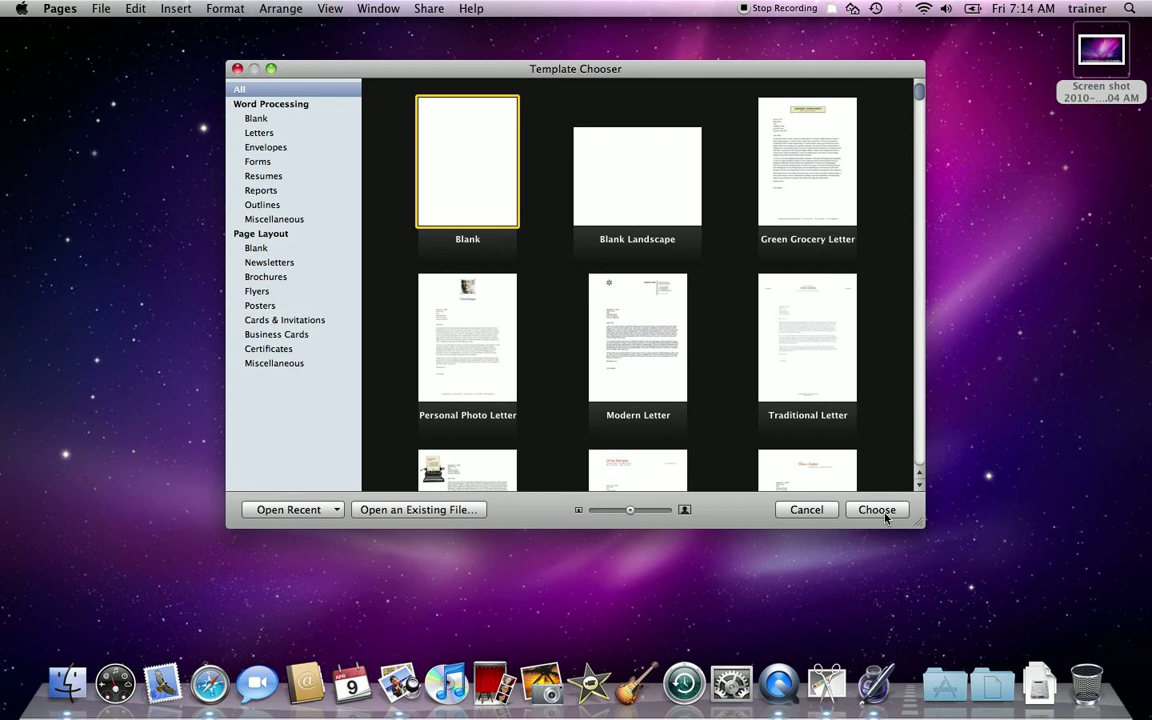 Pages File Edit Insert Format Arrange View Window Share Help Stop Recording Fri 7:14 AM trainer
Template Chooser
Screen shot
2010-....04 AM
All
Word Processing
Blank
Letters
Envelopes
Forms
Resumes
Reports
Outlines
Miscellaneous
Page Layout
Blank
Newsletters
Brochures
Flyers
Posters
Cards & Invitations
Business Cards
Certificates
Miscellaneous
Blank Blank Landscape Green Grocery Letter
Personal Photo Letter Modern Letter Traditional Letter
Open Recent Open an Existing File... Cancel Choose
APR
9